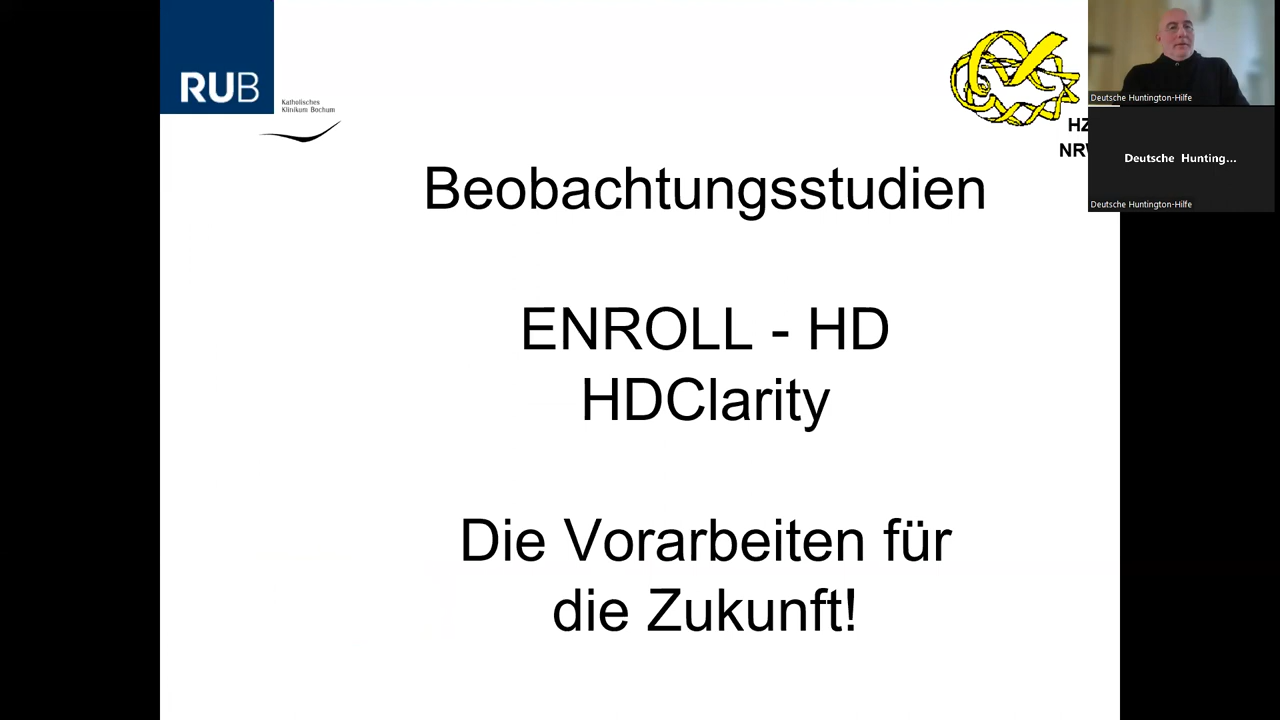 RUB
Katholisches
Klinikum Bochum
Deutsche Huntington-Hilfe
Deutsche Hunting...
Deutsche Huntington-Hilfe
Beobachtungsstudien
ENROLL - HD
HDClarity
Die Vorarbeiten für
die Zukunft!